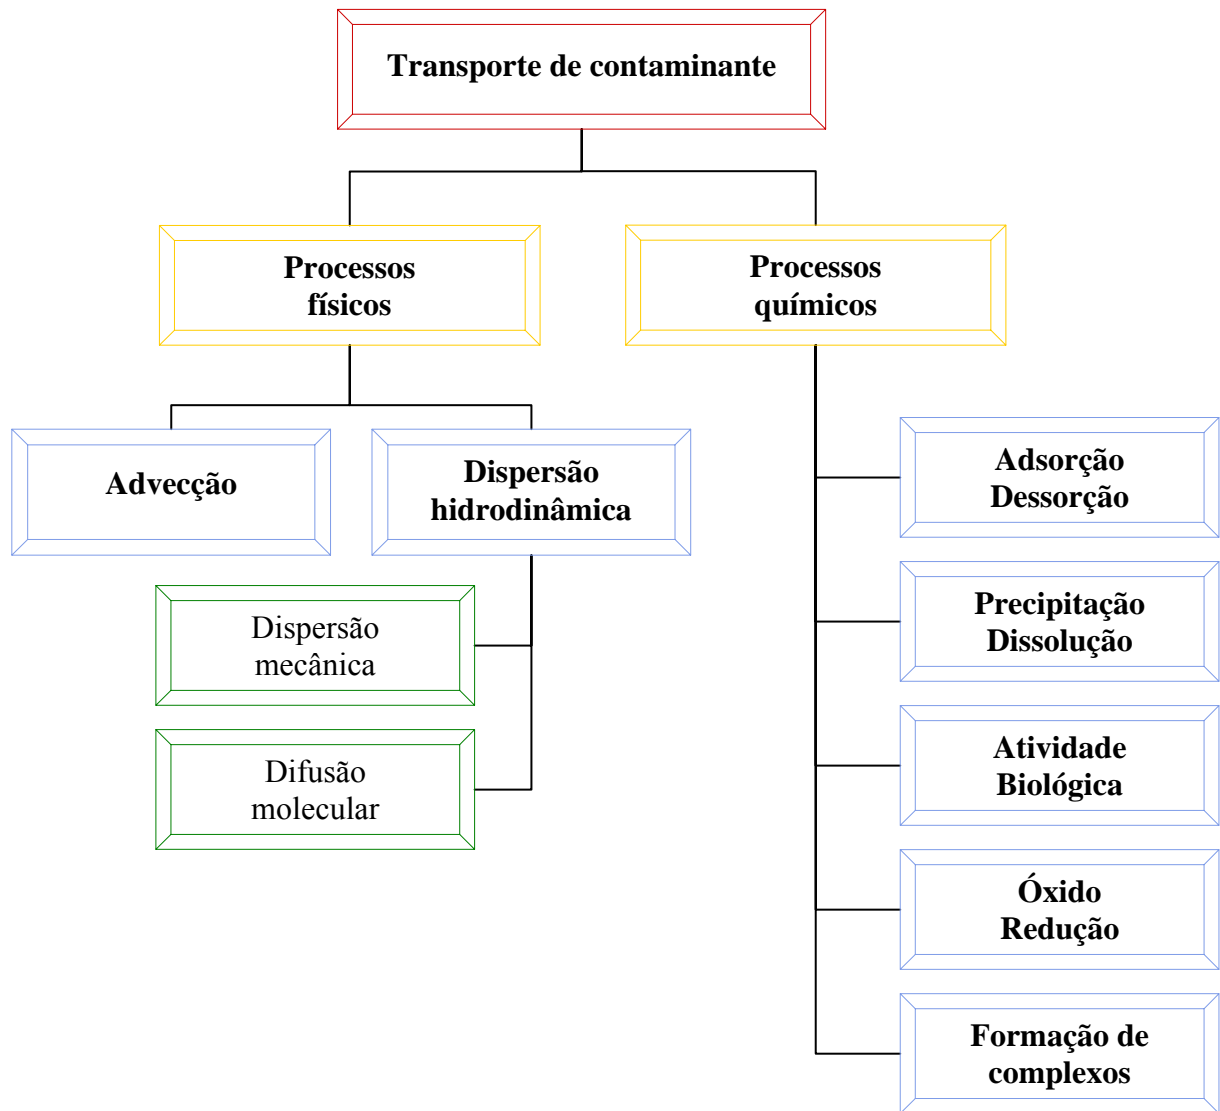 Transporte de contaminante
Processos
físicos
Processos
químicos
Advecção
Dispersão
hidrodinâmica
Dispersão
mecânica
Difusão
molecular
Adsorção
Dessorção
Precipitação
Dissolução
Atividade
Biológica
Óxido
Redução
Formação de
complexos